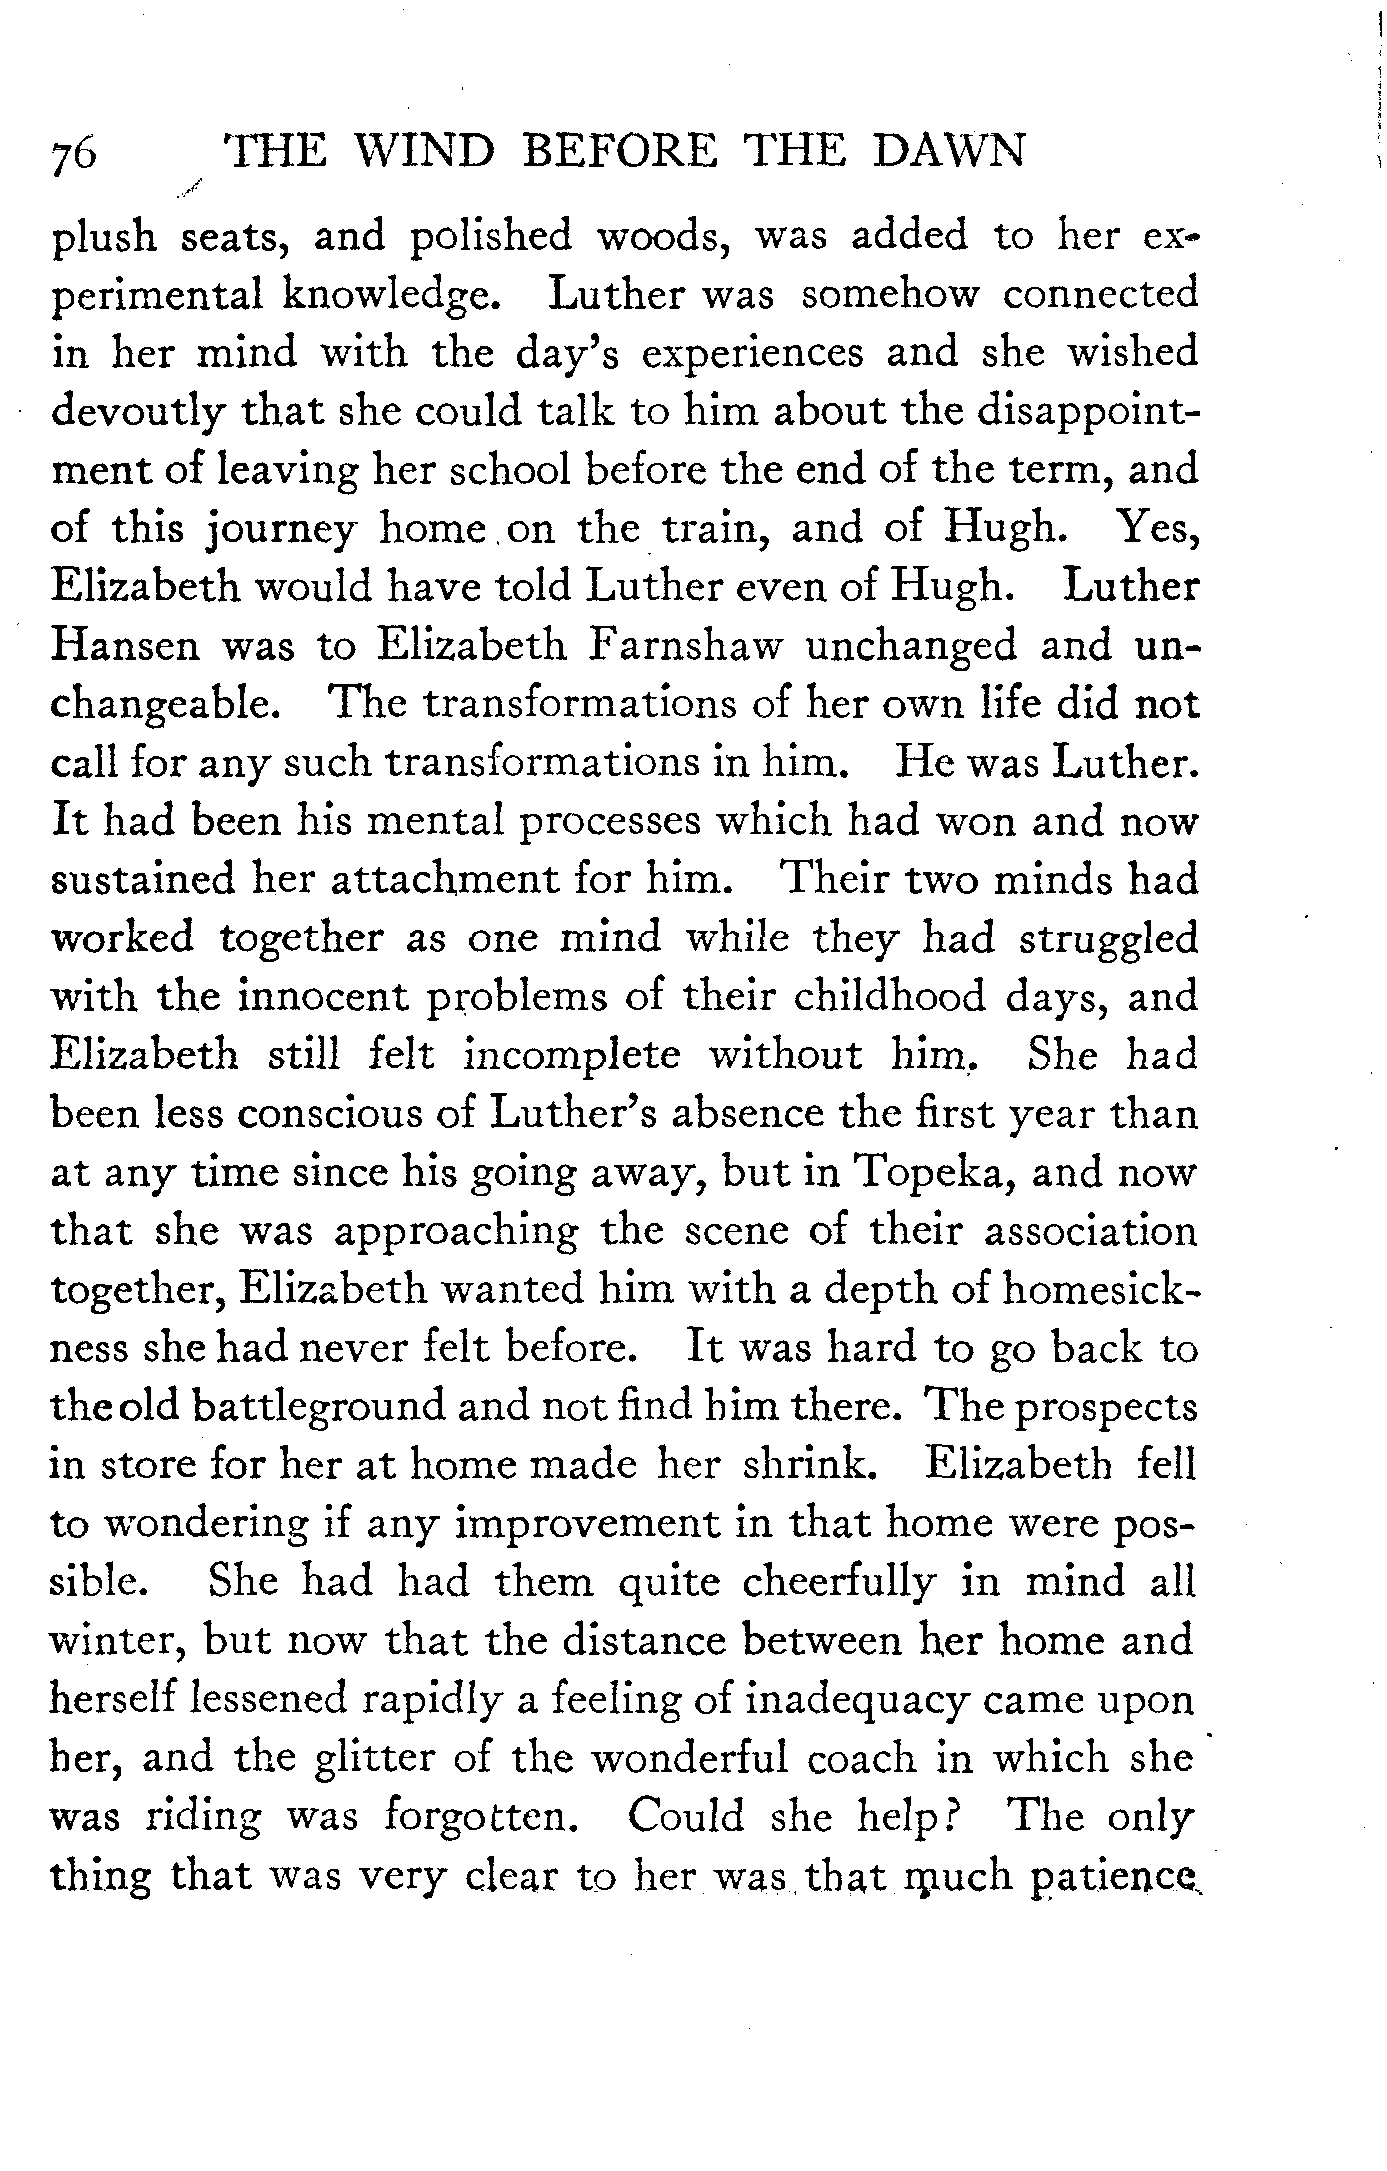 76 THE WIND BEFORE THE DAWN
plush seats, and polished woods, was added to her ex-
perimental knowledge. Luther was somehow connected
in her mind with the day's experiences and she wished
devoutly that she could talk to him about the disappoint-
ment of leaving her school before the end of the term, and
of this journey home on the train, and of Hugh. Yes,
Elizabeth would have told Luther even of Hugh. Luther
Hansen was to Elizabeth Farnshaw unchanged and un-
changeable. The transformations of her own life did not
call for any such transformations in him. He was Luther.
It had been his mental processes which had won and now
sustained her attachment for him. Their two minds had
worked together as one mind while they had struggled
with the innocent problems of their childhood days, and
Elizabeth still felt incomplete without him. She had
been less conscious of Luther's absence the first year than
at any time since his going away, but in Topeka, and now
that she was approaching the scene of their association
together, Elizabeth wanted him with a depth of homesick-
ness she had never felt before. It was hard to go back to
the old battleground and not find him there. The prospects
in store for her at home made her shrink. Elizabeth fell
to wondering if any improvement in that home were pos-
sible. She had had them quite cheerfully in mind all
winter, but now that the distance between her home and
herself lessened rapidly a feeling of inadequacy came upon
her, and the glitter of the wonderful coach in which she
was riding was forgotten. Could she help? The only
thing that was very clear to her was that much patience